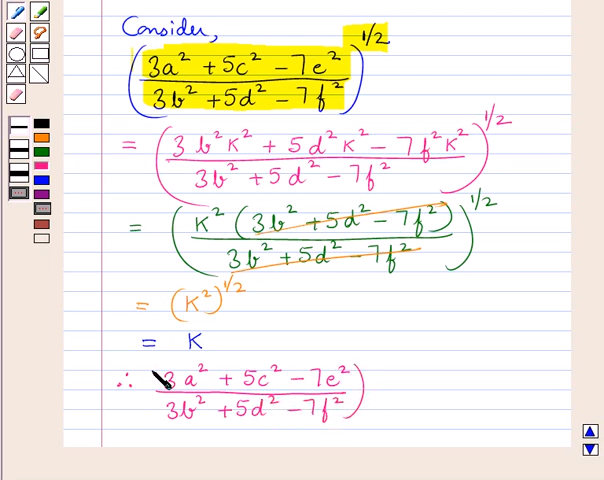 Consider,
((3a² + 5c² - 7e²)/(3b² + 5d² - 7f²))^1/2
= ((3b²K² + 5d²K² - 7f²K²)/(3b² + 5d² - 7f²))^1/2
= (K²(3b² + 5d² - 7f²)/(3b² + 5d² - 7f²))^1/2
= (K²)^1/2
= K
∴ (3a² + 5c² - 7e²)/(3b² + 5d² - 7f²))